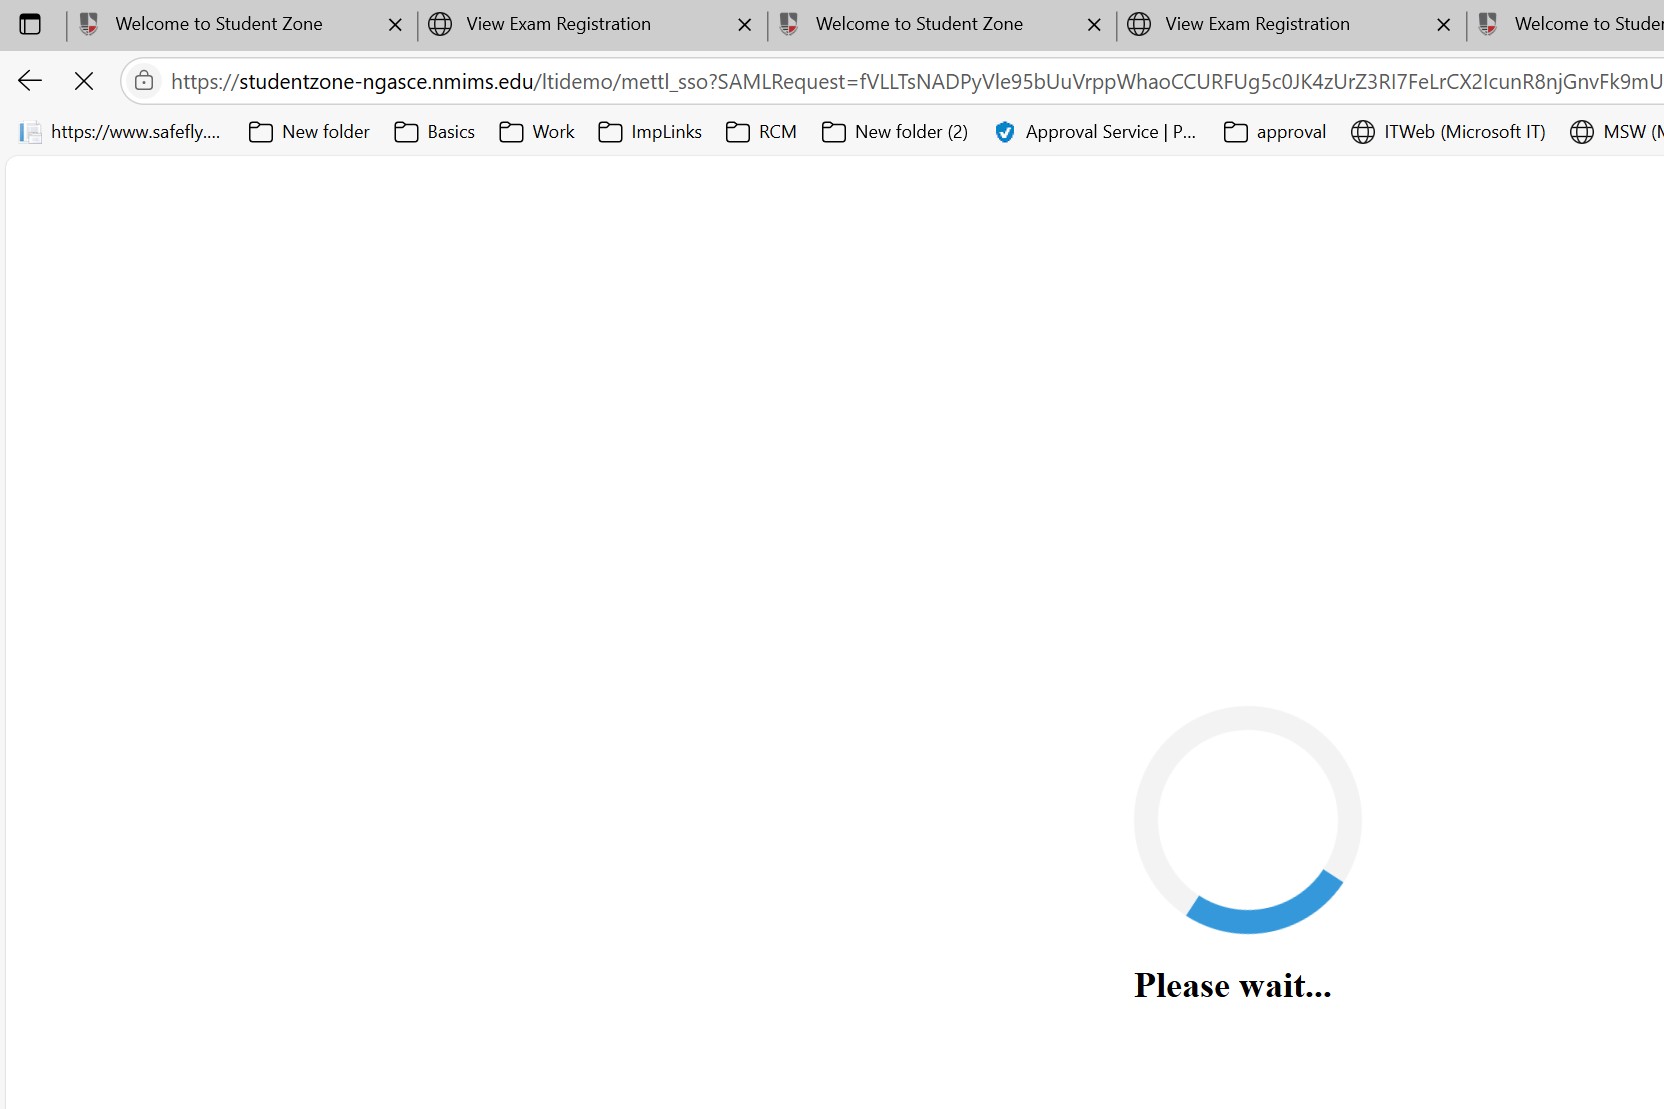 Welcome to Student Zone View Exam Registration Welcome to Student Zone View Exam Registration Welcome to Studer
https://studentzone-ngasce.nmims.edu/ltidemo/mettl_sso?SAMLRequest=fVLLTsNADPyVle95bUuVrppWhaoCCURFUg5c0JK4zUrZ3RI7FeLrCX2IcunR8njGnvFk9mU
https://www.safefly.... New folder Basics Work ImpLinks RCM New folder (2) Approval Service | P... approval ITWeb (Microsoft IT) MSW (M
Please wait...